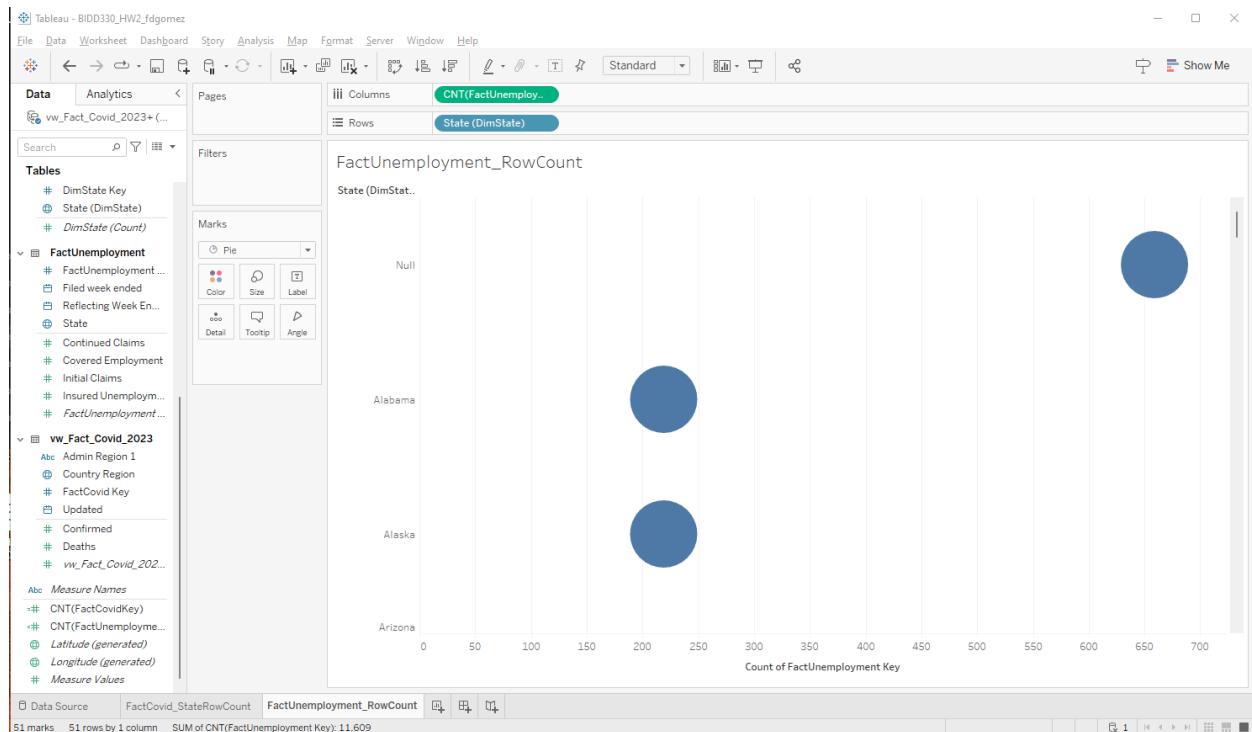 Tableau - BIDD330_HW2_fdgomez
File Data Worksheet Dashboard Story Analysis Map Format Server Window Help
Standard
Show Me
Data Analytics
Pages
iii Columns CNT(FactUnemploy..
vw_Fact_Covid_2023+ (...
Rows State (DimState)
Search
Filters
FactUnemployment_RowCount
Tables
State (DimStat..
DimState Key
State (DimState)
DimState (Count)
Marks
FactUnemployment
Pie
FactUnemployment ...
Filed week ended
Reflecting Week En...
State
Color Size Label
Continued Claims
Covered Employment
Detail Tooltip Angle
Initial Claims
Insured Unemploym...
FactUnemployment ...
vw_Fact_Covid_2023
Abc Admin Region 1
Country Region
FactCovid Key
Updated
Confirmed
Deaths
vw_Fact_Covid_202...
Abc Measure Names
=# CNT(FactCovidKey)
=# CNT(FactUnemployme...
Latitude (generated)
Longitude (generated)
Measure Values
Null
Alabama
Alaska
Arizona
0 50 100 150 200 250 300 350 400 450 500 550 600 650 700
Count of FactUnemployment Key
Data Source FactCovid_StateRowCount FactUnemployment_RowCount
51 marks 51 rows by 1 column SUM of CNT(FactUnemployment Key): 11,609
1